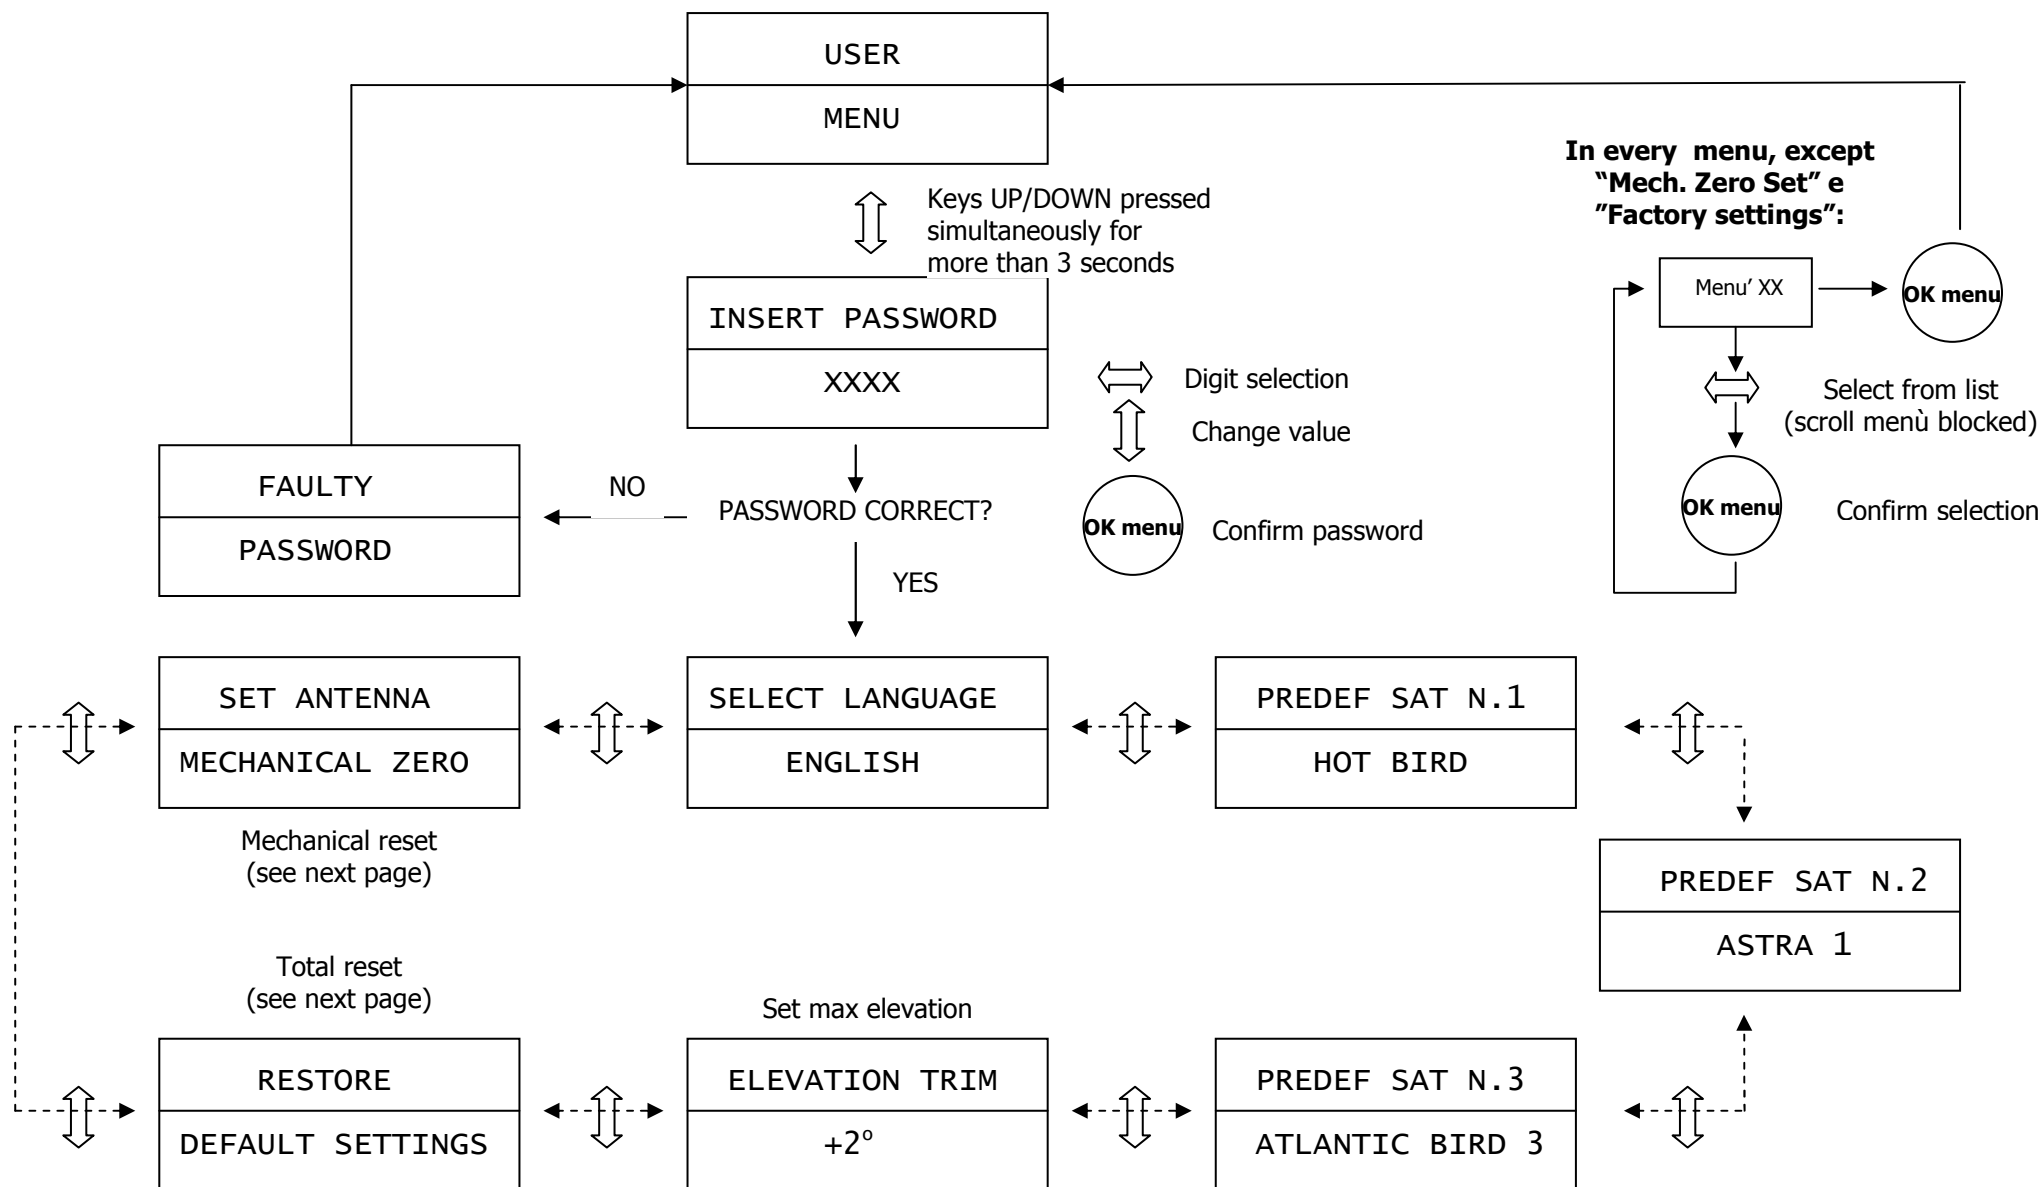 USER
MENU
In every  menu, except
“Mech. Zero Set” e
”Factory settings”:
Keys UP/DOWN pressed
simultaneously for
more than 3 seconds
Menu’ XX
OK menu
INSERT PASSWORD
XXXX
Digit selection
Change value
Select from list
(scroll menù blocked)
FAULTY
PASSWORD
NO
PASSWORD CORRECT?
OK menu
Confirm password
OK menu
Confirm selection
YES
SET ANTENNA
MECHANICAL ZERO
SELECT LANGUAGE
ENGLISH
PREDEF SAT N.1
HOT BIRD
Mechanical reset
(see next page)
PREDEF SAT N.2
ASTRA 1
Total reset
(see next page)
Set max elevation
RESTORE
DEFAULT SETTINGS
ELEVATION TRIM
+2°
PREDEF SAT N.3
ATLANTIC BIRD 3